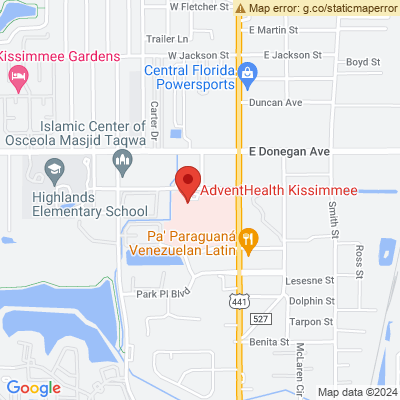 Map error: g.co/staticmaperror
W Fletcher St
E Martin St
Trailer Ln
W Jackson St
E Jackson St
Kissimmee Gardens
Boyd St
Central Florida
Powersports
Duncan Ave
Carter Dr
Islamic Center of
Osceola Masjid Taqwa
E Donegan Ave
Highlands
Elementary School
AdventHealth Kissimmee
Smith St
Pa' Paraguaná
Venezuelan Latin
Ross St
Lesesne St
Park Pl Blvd
441
Dolphin St
527
Tarpon St
Benita St
McLaren Cir
Google
Map data ©2024